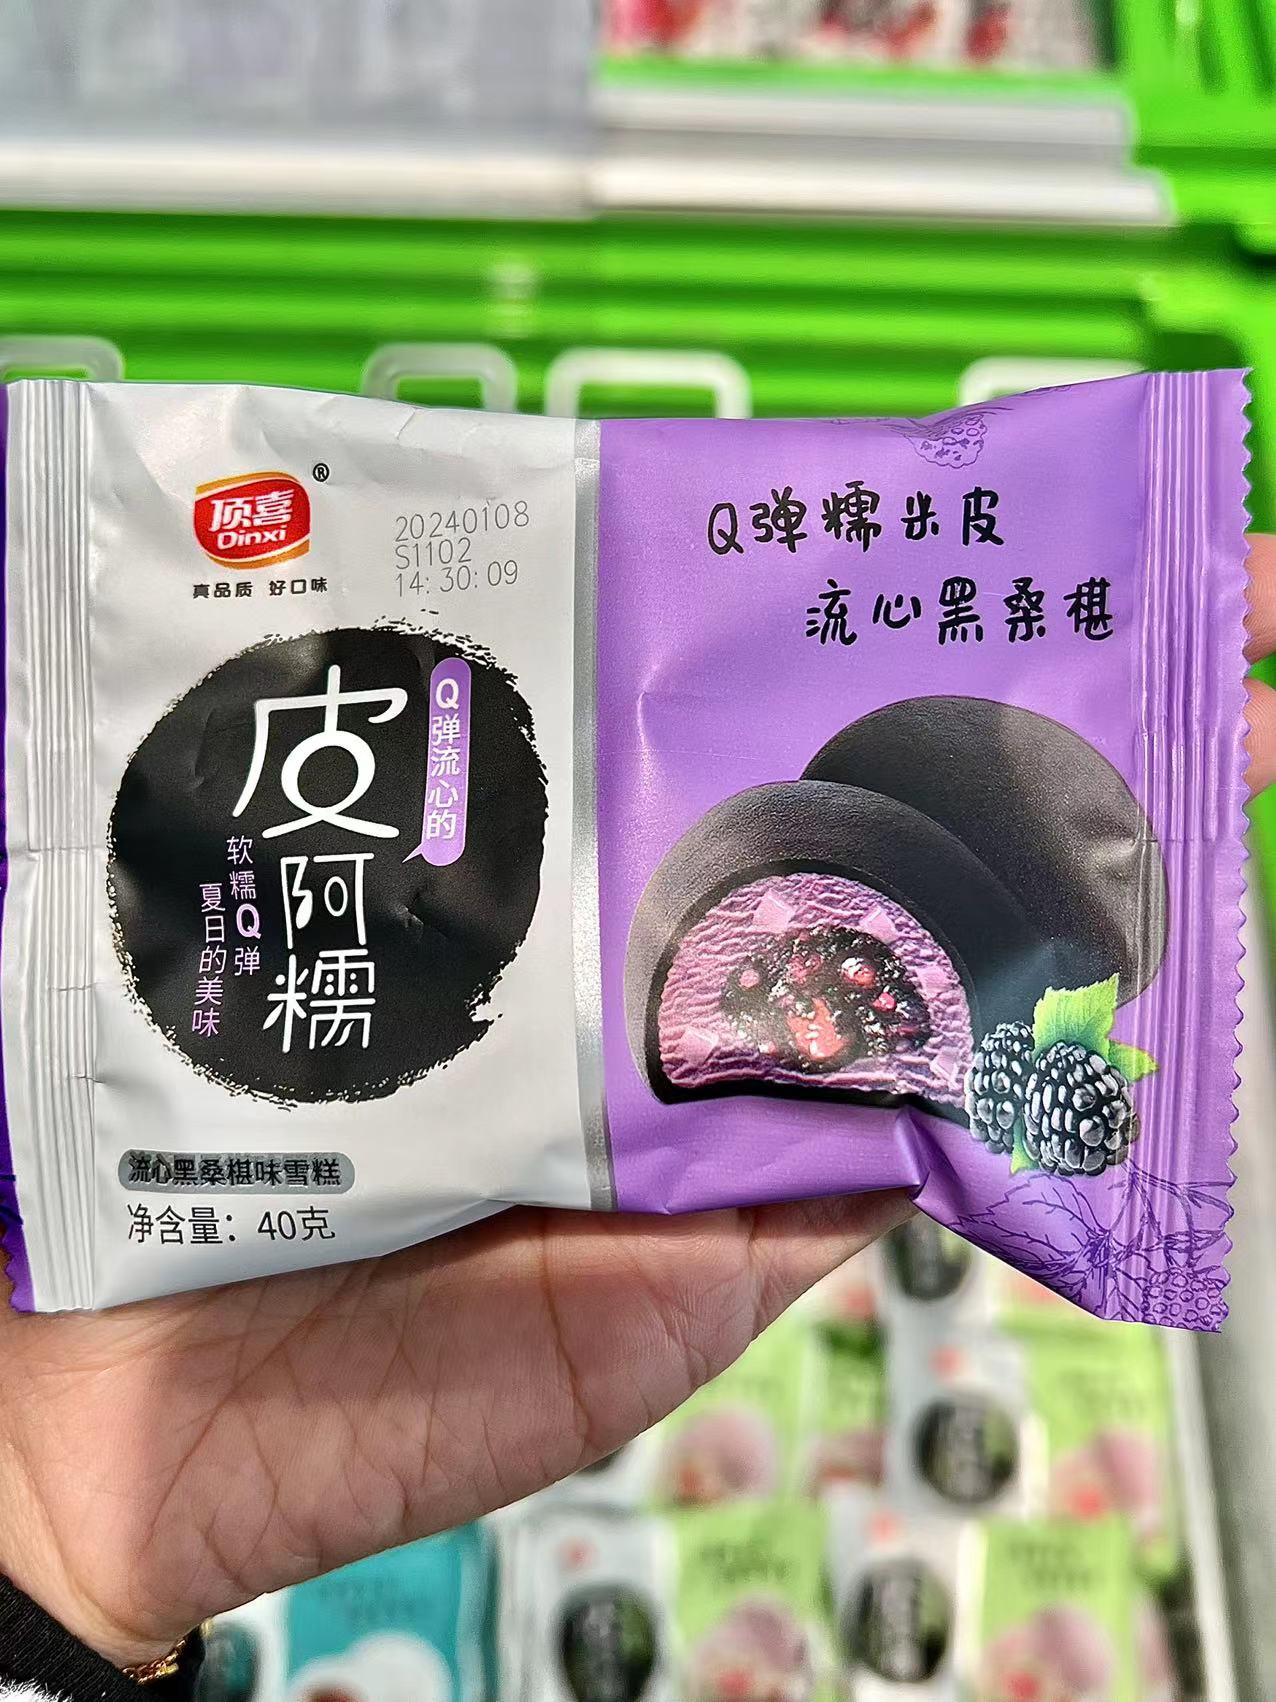 顶喜
®
Dinxi
真品质 好口味
20240108
S1102
14:30:09
Q弹流心的
皮阿糯
软糯Q弹
夏日的美味
流心黑桑椹味雪糕
净含量：40克
Q弹糯米皮
流心黑桑椹